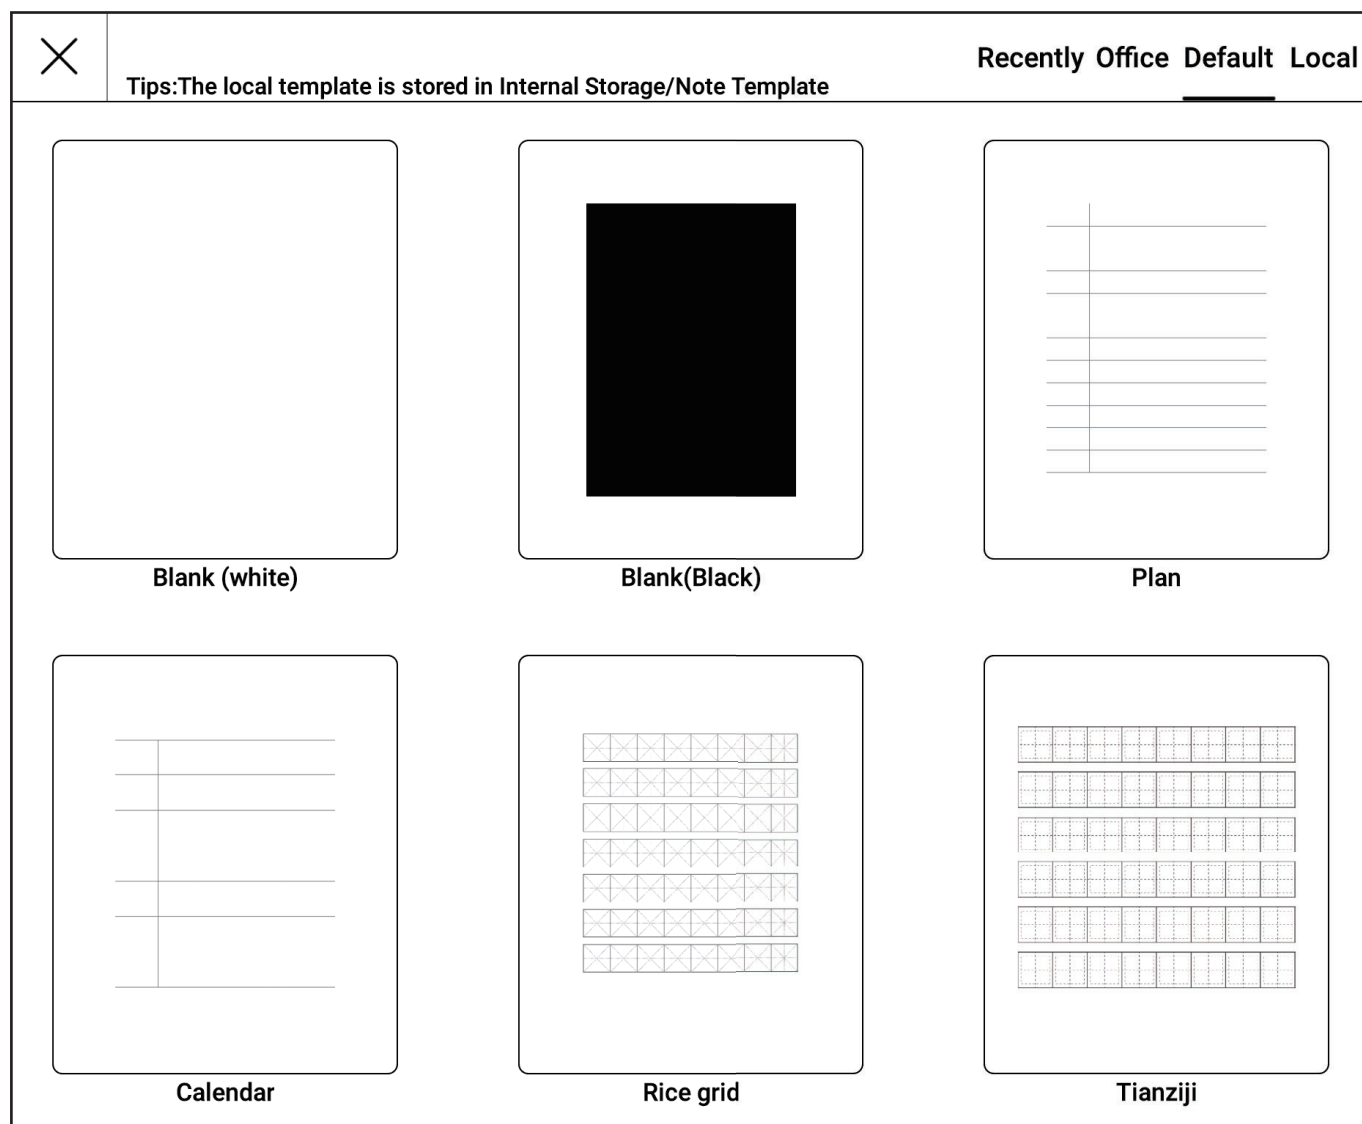 Recently Office Default Local
Tips:The local template is stored in Internal Storage/Note Template
Blank (white)
Blank(Black)
Plan
Calendar
Rice grid
Tianziji